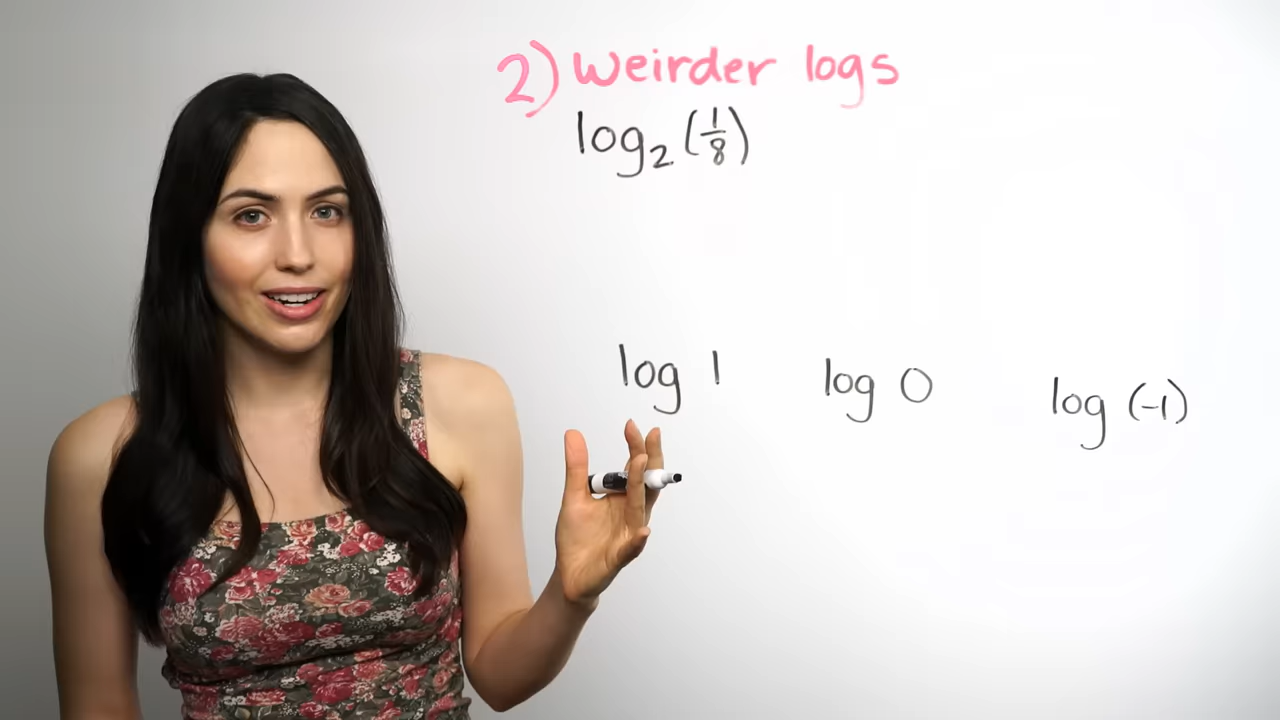 2) weirder logs
log₂(1/8)
log 1 log 0 log (-1)